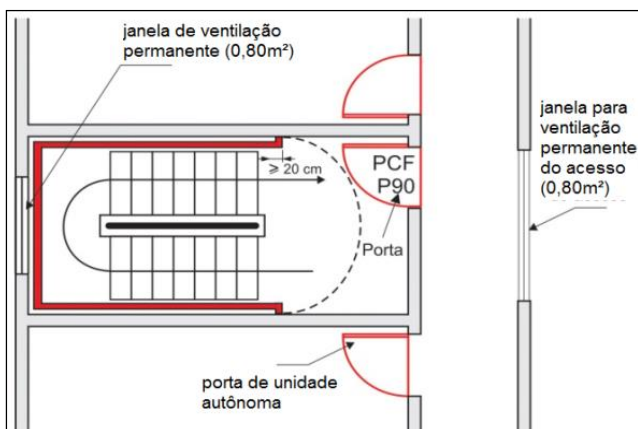 janela de ventilação
permanente (0,80m²)
⩾ 20 cm
PCF
P90
Porta
janela para
ventilação
permanente
do acesso
(0,80m²)
porta de unidade
autônoma